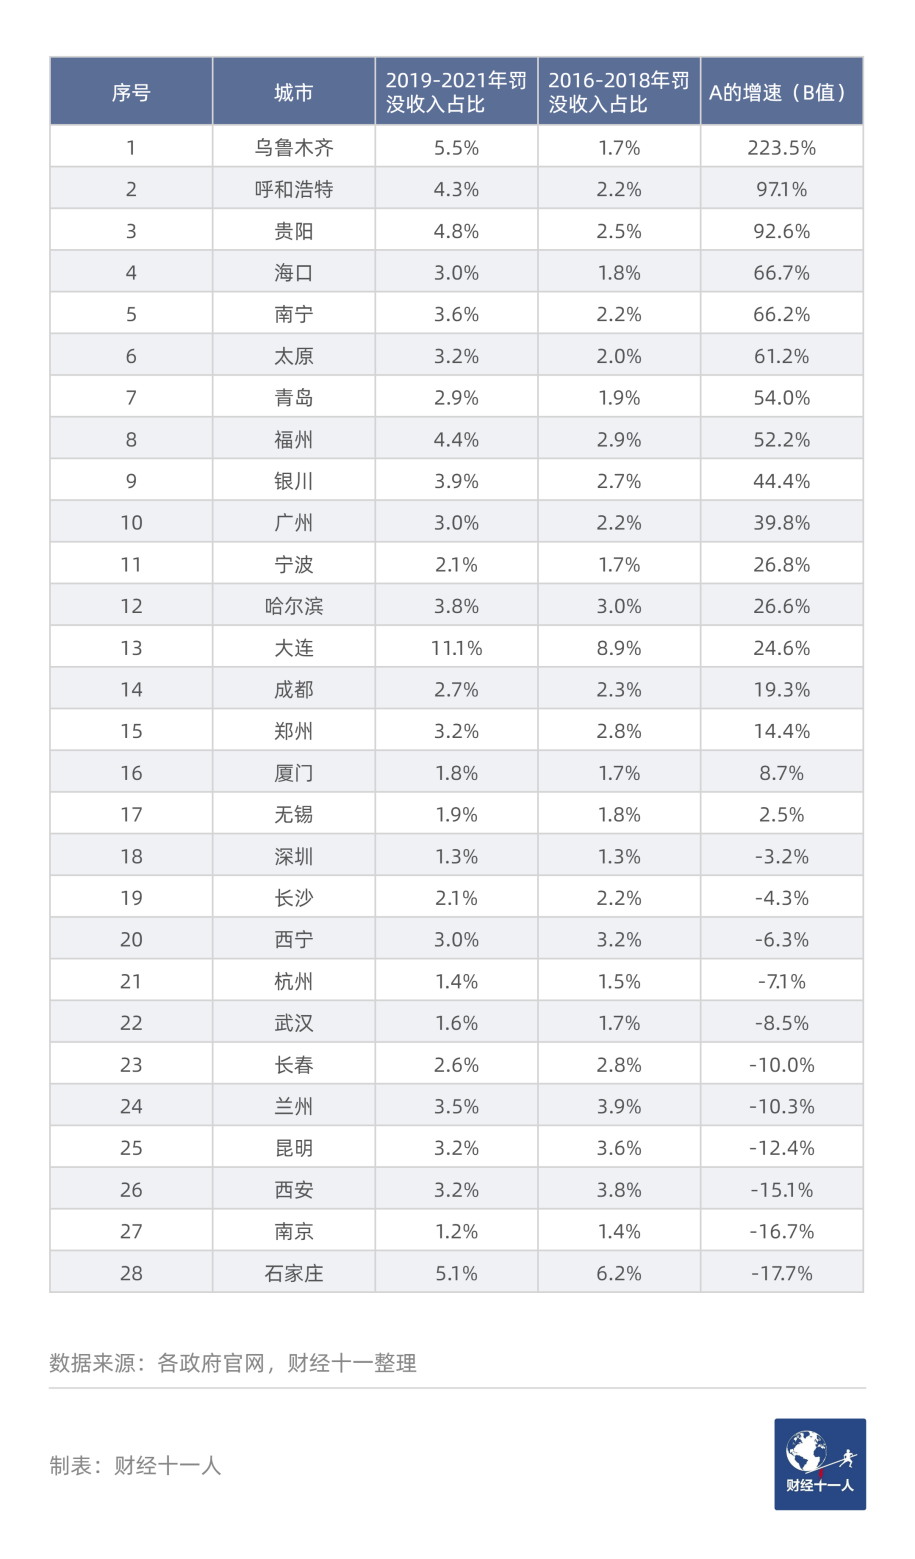 序号 城市 2019-2021年罚没收入占比 2016-2018年罚没收入占比 A的增速（B值）
1 乌鲁木齐 5.5% 1.7% 223.5%
2 呼和浩特 4.3% 2.2% 97.1%
3 贵阳 4.8% 2.5% 92.6%
4 海口 3.0% 1.8% 66.7%
5 南宁 3.6% 2.2% 66.2%
6 太原 3.2% 2.0% 61.2%
7 青岛 2.9% 1.9% 54.0%
8 福州 4.4% 2.9% 52.2%
9 银川 3.9% 2.7% 44.4%
10 广州 3.0% 2.2% 39.8%
11 宁波 2.1% 1.7% 26.8%
12 哈尔滨 3.8% 3.0% 26.6%
13 大连 11.1% 8.9% 24.6%
14 成都 2.7% 2.3% 19.3%
15 郑州 3.2% 2.8% 14.4%
16 厦门 1.8% 1.7% 8.7%
17 无锡 1.9% 1.8% 2.5%
18 深圳 1.3% 1.3% -3.2%
19 长沙 2.1% 2.2% -4.3%
20 西宁 3.0% 3.2% -6.3%
21 杭州 1.4% 1.5% -7.1%
22 武汉 1.6% 1.7% -8.5%
23 长春 2.6% 2.8% -10.0%
24 兰州 3.5% 3.9% -10.3%
25 昆明 3.2% 3.6% -12.4%
26 西安 3.2% 3.8% -15.1%
27 南京 1.2% 1.4% -16.7%
28 石家庄 5.1% 6.2% -17.7%
数据来源：各政府官网，财经十一整理
制表：财经十一人
财经十一人